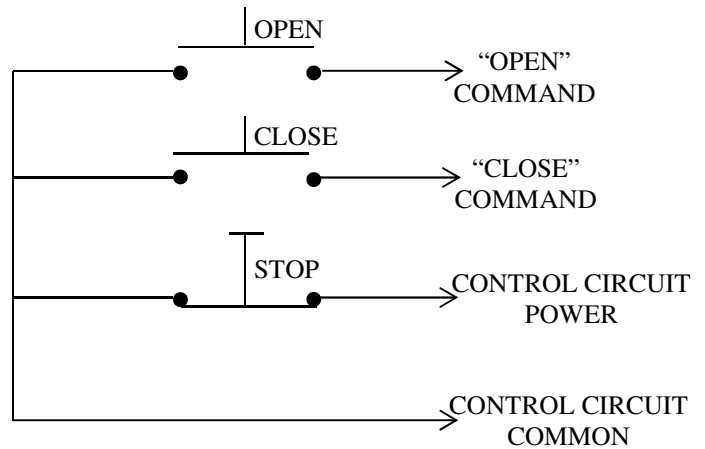 OPEN
“OPEN”
COMMAND
CLOSE
“CLOSE”
COMMAND
STOP
CONTROL CIRCUIT
POWER
CONTROL CIRCUIT
COMMON